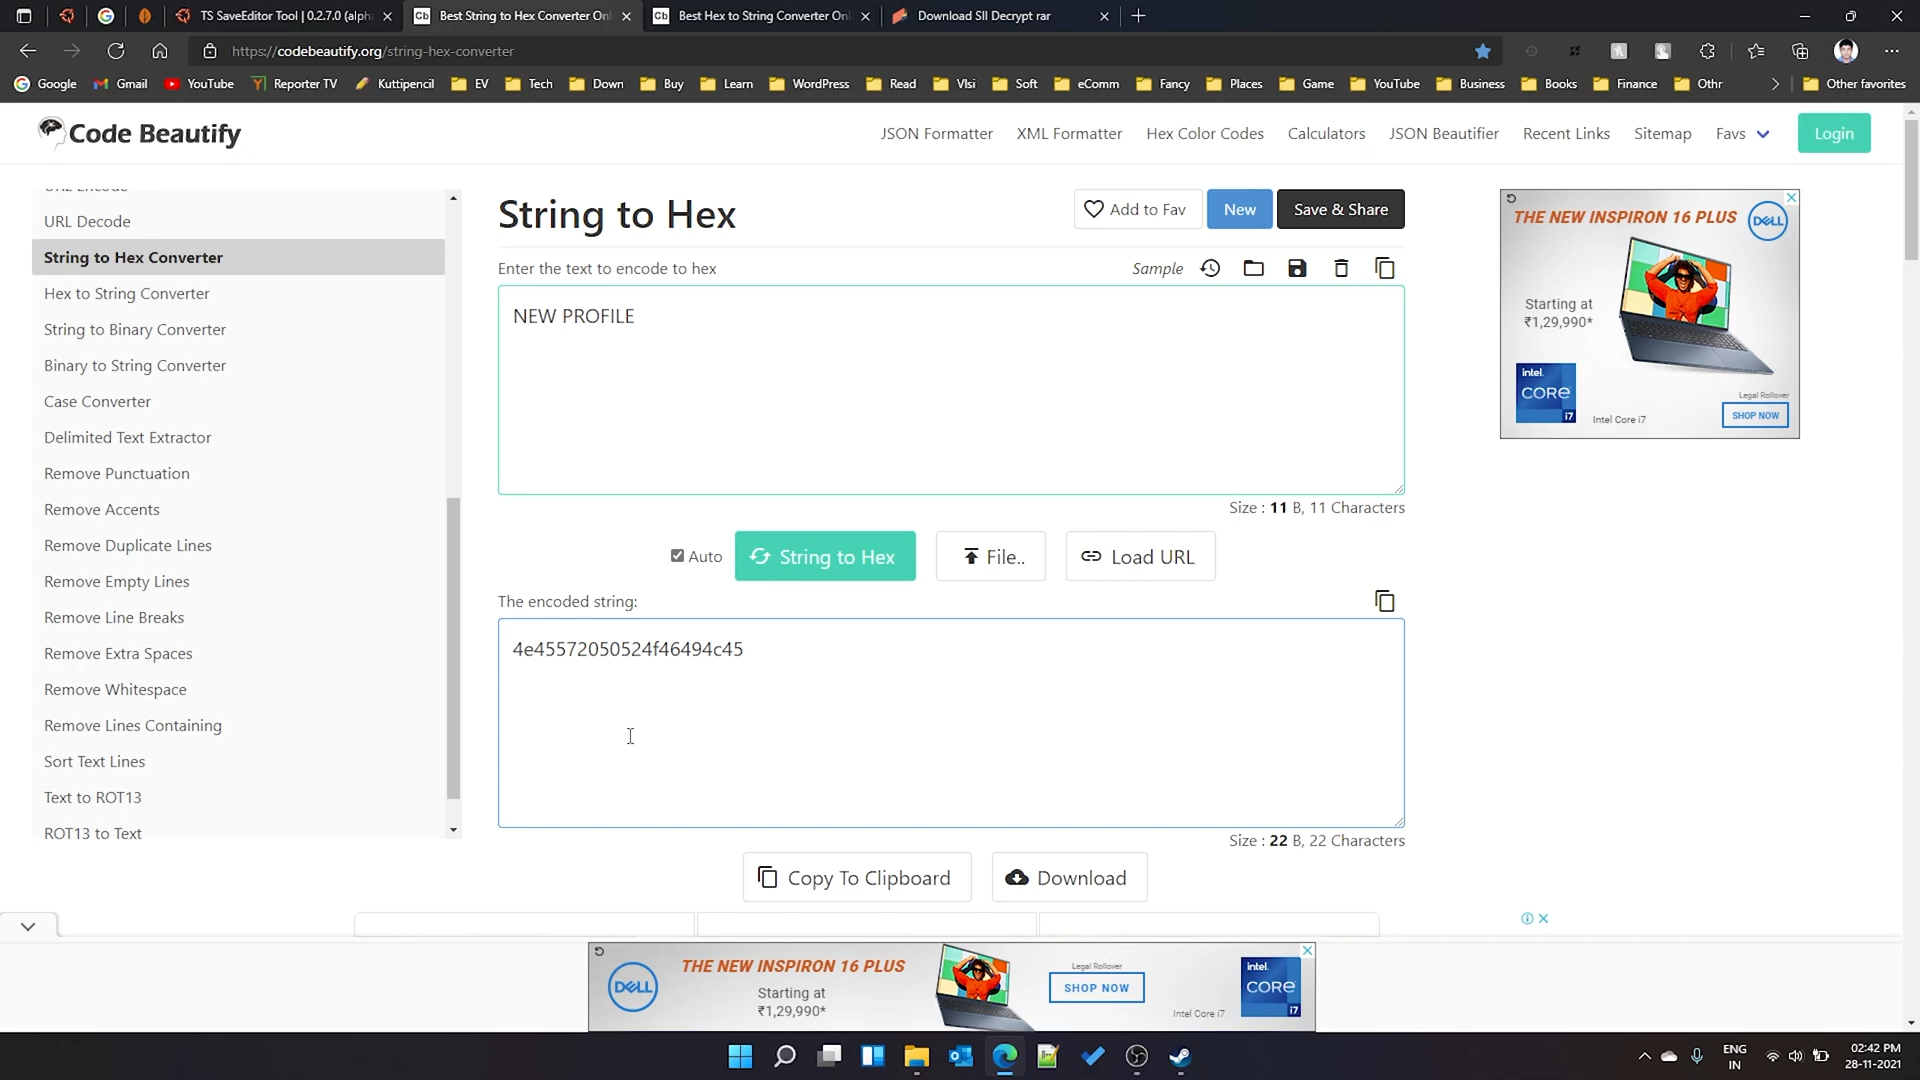 TS SaveEditor Tool | 0.2.7.0 (alpha
Best String to Hex Converter Onl
Best Hex to String Converter Onl
Download SII Decrypt rar
https://codebeautify.org/string-hex-converter
Google
Gmail
YouTube
Reporter TV
Kuttipencil
EV
Tech
Down
Buy
Learn
WordPress
Read
Vlsi
Soft
eComm
Fancy
Places
Game
YouTube
Business
Books
Finance
Othr
Other favorites
Code Beautify
JSON Formatter
XML Formatter
Hex Color Codes
Calculators
JSON Beautifier
Recent Links
Sitemap
Favs
Login
URL Encode
URL Decode
String to Hex Converter
Hex to String Converter
String to Binary Converter
Binary to String Converter
Case Converter
Delimited Text Extractor
Remove Punctuation
Remove Accents
Remove Duplicate Lines
Remove Empty Lines
Remove Line Breaks
Remove Extra Spaces
Remove Whitespace
Remove Lines Containing
Sort Text Lines
Text to ROT13
ROT13 to Text
String to Hex
Add to Fav
New
Save & Share
Enter the text to encode to hex
Sample
NEW PROFILE
Size : 11 B, 11 Characters
Auto
String to Hex
File..
Load URL
The encoded string:
4e45572050524f46494c45
Size : 22 B, 22 Characters
Copy To Clipboard
Download
THE NEW INSPIRON 16 PLUS
DELL
Starting at
₹1,29,990*
intel.
CORE
i7
Intel Core i7
Legal Rollover
SHOP NOW
DELL
THE NEW INSPIRON 16 PLUS
Starting at
₹1,29,990*
Legal Rollover
SHOP NOW
Intel Core i7
intel.
CORE
i7
ENG
IN
02:42 PM
28-11-2021